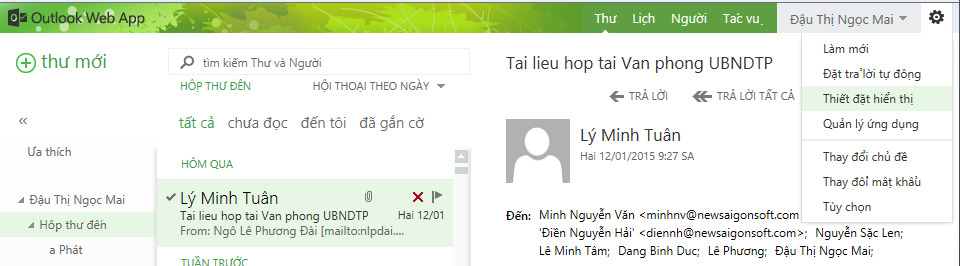 Outlook Web App
Thư Lịch Người Tác vụ Đậu Thị Ngọc Mai
thư mới
tìm kiếm Thư và Người
HÔP THƯ ĐẾN HỘI THOẠI THEO NGÀY
tất cả chưa đọc đến tôi đã gắn cờ
«
Ưa thích
Đậu Thị Ngọc Mai
Hôp thư đến
a Phát
HÔM QUA
Lý Minh Tuân
Tai lieu hop tai Van phong UBNDTP Hai 12/01
From: Ngô Lê Phương Đài [mailto:nlpdai....
TUẦN TRƯỚC
Tai lieu hop tai Van phong UBNDTP
TRẢ LỜI TRẢ LỜI TẤT CẢ
Lý Minh Tuân
Hai 12/01/2015 9:27 SA
Đến: Minh Nguyễn Văn <minhnv@newsaigonsoft.com
'Điền Nguyễn Hải' <diennh@newsaigonsoft.com>; Nguyễn Sặc Len;
Lê Minh Tâm; Dang Binh Duc; Lê Phương; Đậu Thị Ngọc Mai;
Làm mới
Đặt trả lời tự động
Thiết đặt hiển thị
Quản lý ứng dụng
Thay đổi chủ đề
Thay đổi mật khẩu
Tùy chọn